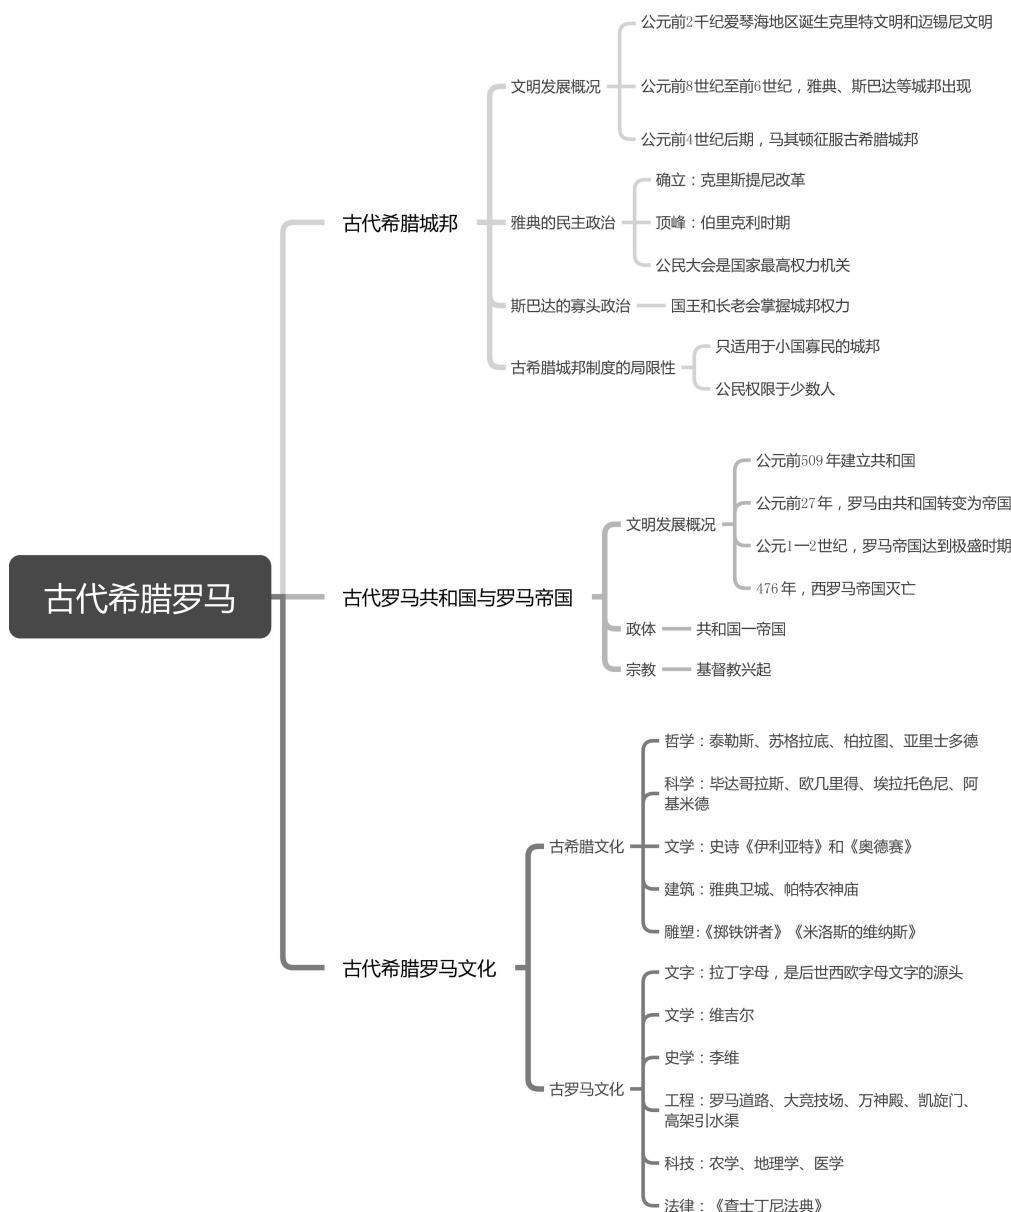 古代希腊罗马
古代希腊城邦
文明发展概况
公元前2千纪爱琴海地区诞生克里特文明和迈锡尼文明
公元前8世纪至前6世纪，雅典、斯巴达等城邦出现
公元前4世纪后期，马其顿征服古希腊城邦
雅典的民主政治
确立：克里斯提尼改革
顶峰：伯里克利时期
公民大会是国家最高权力机关
斯巴达的寡头政治
国王和长老会掌握城邦权力
古希腊城邦制度的局限性
只适用于小国寡民的城邦
公民权限于少数人
古代罗马共和国与罗马帝国
文明发展概况
公元前509年建立共和国
公元前27年，罗马由共和国转变为帝国
公元1一2世纪，罗马帝国达到极盛时期
476年，西罗马帝国灭亡
政体
共和国一帝国
宗教
基督教兴起
古代希腊罗马文化
古希腊文化
哲学：泰勒斯、苏格拉底、柏拉图、亚里士多德
科学：毕达哥拉斯、欧几里得、埃拉托色尼、阿
基米德
文学：史诗《伊利亚特》和《奥德赛》
建筑：雅典卫城、帕特农神庙
雕塑:《掷铁饼者》《米洛斯的维纳斯》
古罗马文化
文字：拉丁字母，是后世西欧字母文字的源头
文学：维吉尔
史学：李维
工程：罗马道路、大竞技场、万神殿、凯旋门、
高架引水渠
科技：农学、地理学、医学
法律：《查士丁尼法典》